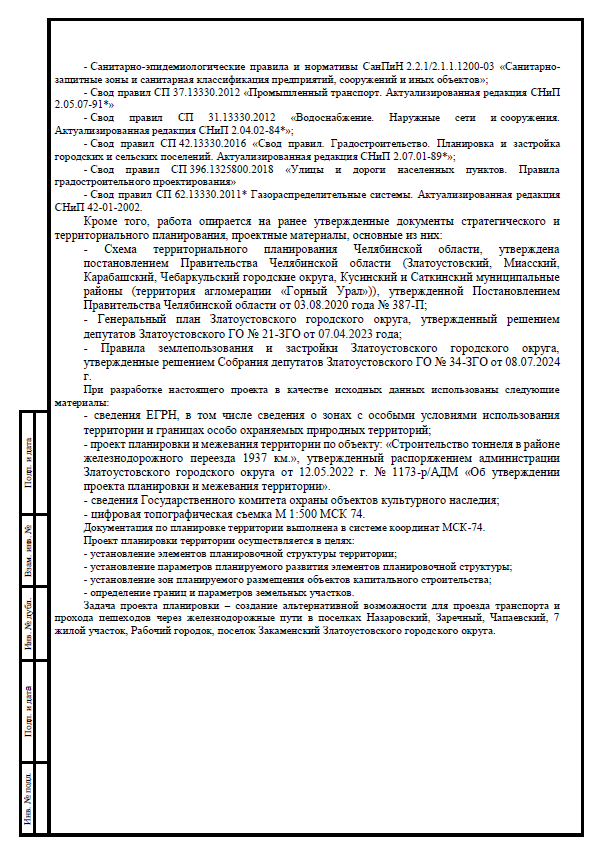 - Санитарно-эпидемиологические правила и нормативы СанПиН 2.2.1/2.1.1.1200-03 «Санитарно-
защитные зоны и санитарная классификация предприятий, сооружений и иных объектов»;
- Свод правил СП 37.13330.2012 «Промышленный транспорт. Актуализированная редакция СНиП
2.05.07-91*»
- Свод правил СП 31.13330.2012 «Водоснабжение. Наружные сети и сооружения.
Актуализированная редакция СНиП 2.04.02-84*»;
- Свод правил СП 42.13330.2016 «Свод правил. Градостроительство. Планировка и застройка
городских и сельских поселений. Актуализированная редакция СНиП 2.07.01-89*»;
- Свод правил СП 396.1325800.2018 «Улицы и дороги населенных пунктов. Правила
градостроительного проектирования»
- Свод правил СП 62.13330.2011* Газораспределительные системы. Актуализированная редакция
СНиП 42-01-2002.
Кроме того, работа опирается на ранее утвержденные документы стратегического и
территориального планирования, проектные материалы, основные из них:
- Схема территориального планирования Челябинской области, утверждена
постановлением Правительства Челябинской области (Златоустовский, Миасский,
Карабашский, Чебаркульский городские округа, Кусинский и Саткинский муниципальные
районы (территория агломерации «Горный Урал»)), утвержденной Постановлением
Правительства Челябинской области от 03.08.2020 года № 387-П;
- Генеральный план Златоустовского городского округа, утвержденный решением
депутатов Златоустовского ГО № 21-ЗГО от 07.04.2023 года;
- Правила землепользования и застройки Златоустовского городского округа,
утвержденные решением Собрания депутатов Златоустовского ГО № 34-ЗГО от 08.07.2024
г.
При разработке настоящего проекта в качестве исходных данных использованы следующие
материалы:
- сведения ЕГРН, в том числе сведения о зонах с особыми условиями использования
территории и границах особо охраняемых природных территорий;
- проект планировки и межевания территории по объекту: «Строительство тоннеля в районе
железнодорожного переезда 1937 км.», утвержденный распоряжением администрации
Златоустовского городского округа от 12.05.2022 г. № 1173-р/АДМ «Об утверждении
проекта планировки и межевания территории».
- сведения Государственного комитета охраны объектов культурного наследия;
- цифровая топографическая съемка М 1:500 МСК 74.
Документация по планировке территории выполнена в системе координат МСК-74.
Проект планировки территории осуществляется в целях:
- установление элементов планировочной структуры территории;
- установление параметров планируемого развития элементов планировочной структуры;
- установление зон планируемого размещения объектов капитального строительства;
- определение границ и параметров земельных участков.
Задача проекта планировки – создание альтернативной возможности для проезда транспорта и
прохода пешеходов через железнодорожные пути в поселках Назаровский, Заречный, Чапаевский, 7
жилой участок, Рабочий городок, поселок Закаменский Златоустовского городского округа.
Подп. и дата
Взам. инв. №
Инв. № дубл.
Подп. и дата
Инв. № подл.